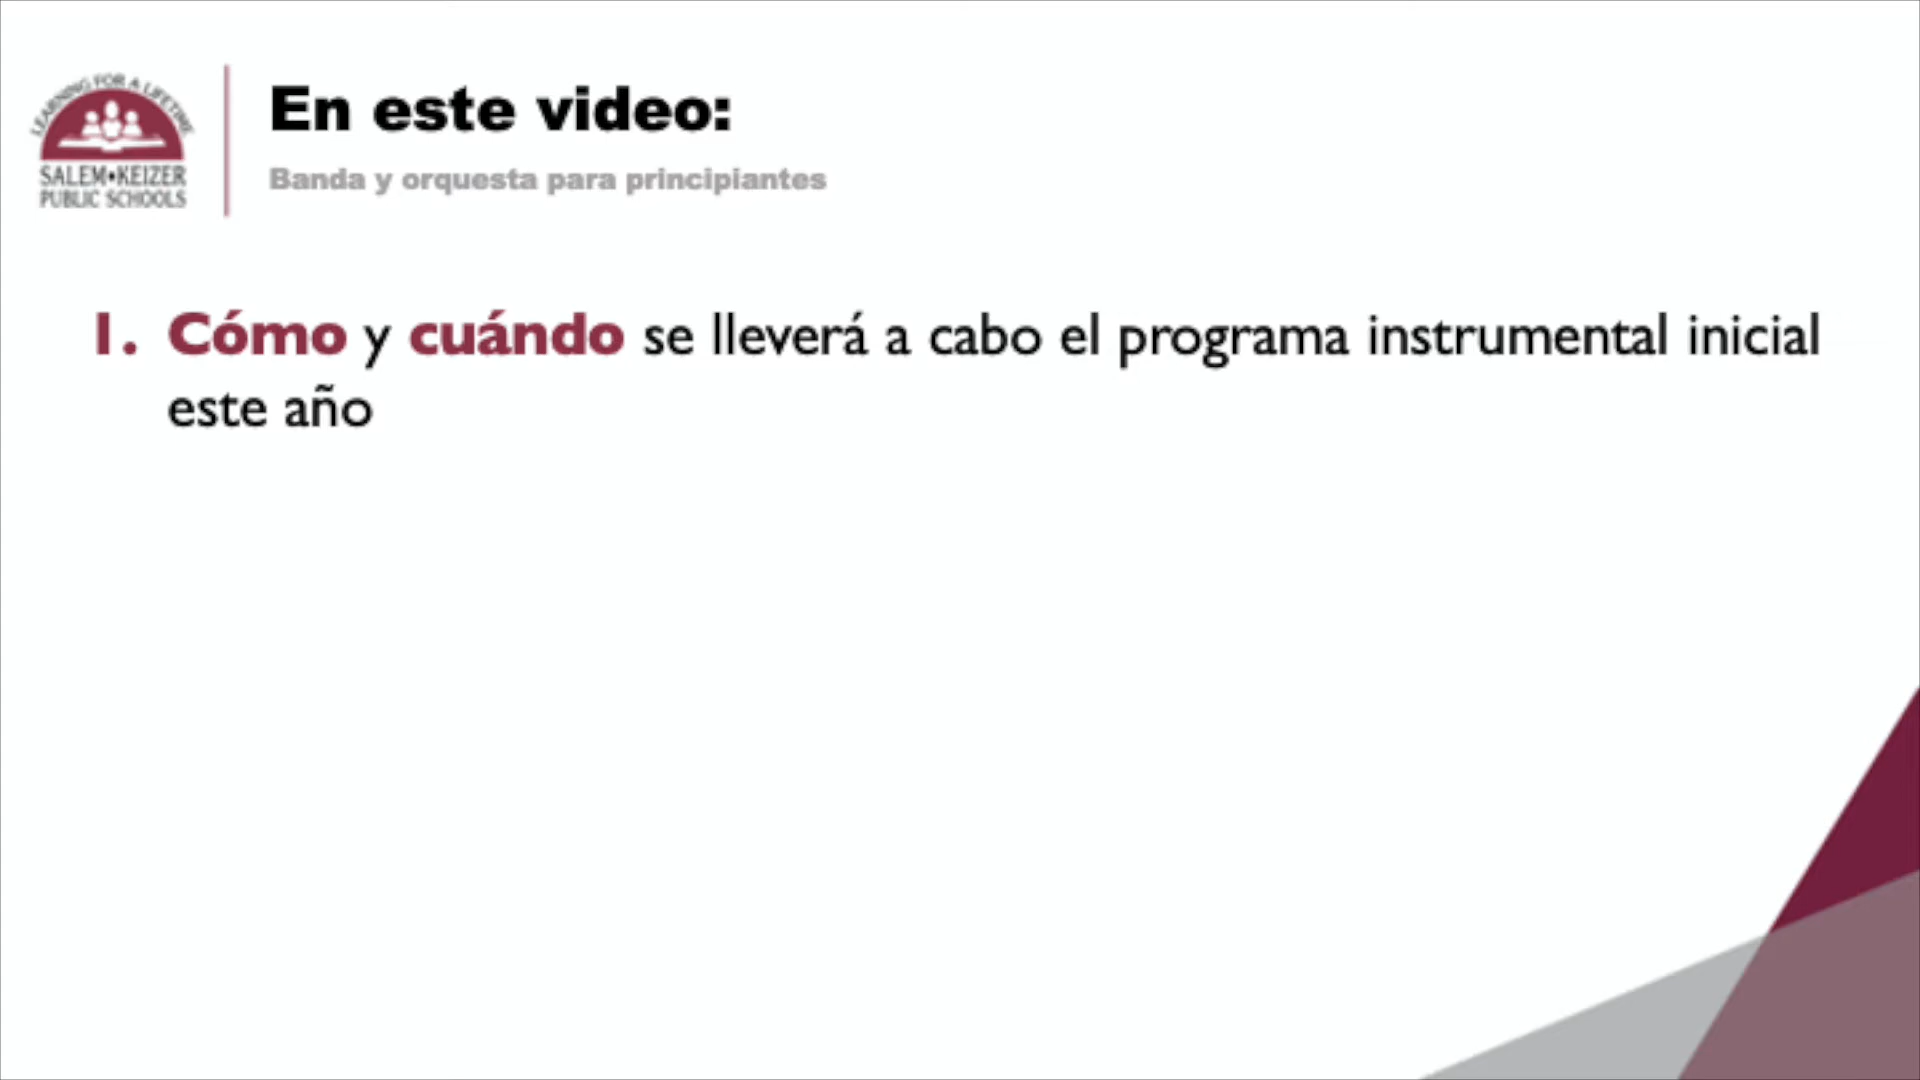 LEARNING FOR A LIFETIME
SALEM•KEIZER
PUBLIC SCHOOLS
En este video:
Banda y orquesta para principiantes
1. Cómo y cuándo se lleverá a cabo el programa instrumental inicial
este año